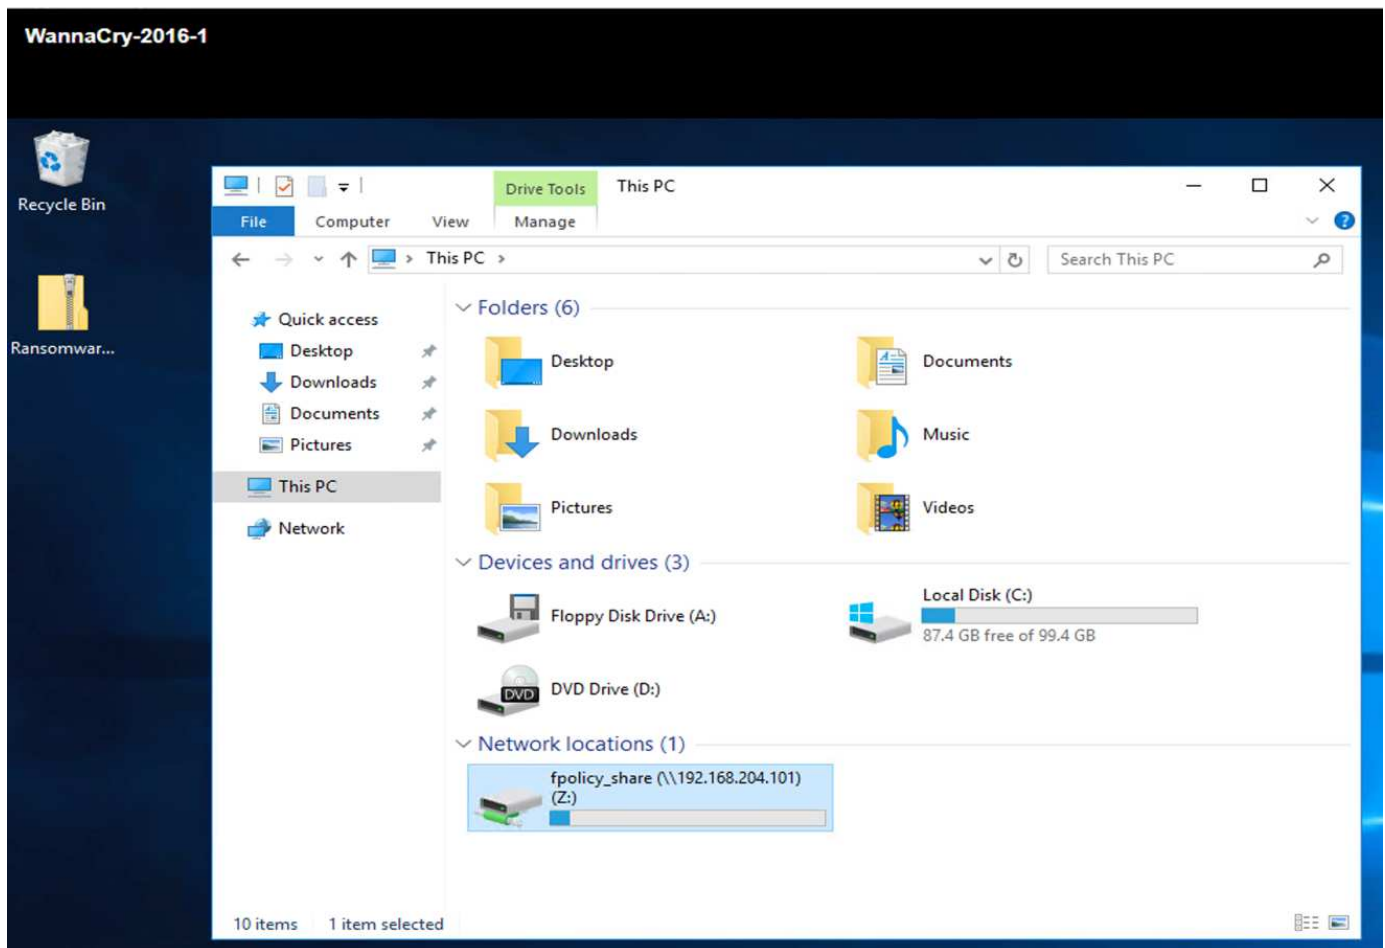 WannaCry-2016-1
Recycle Bin
Ransomwar...
Drive Tools
This PC
File
Computer
View
Manage
This PC
Search This PC
Quick access
Desktop
Downloads
Documents
Pictures
This PC
Network
Folders (6)
Desktop
Documents
Downloads
Music
Pictures
Videos
Devices and drives (3)
Floppy Disk Drive (A:)
Local Disk (C:)
87.4 GB free of 99.4 GB
DVD
DVD Drive (D:)
Network locations (1)
fpolicy_share (\\192.168.204.101)
(Z:)
10 items
1 item selected